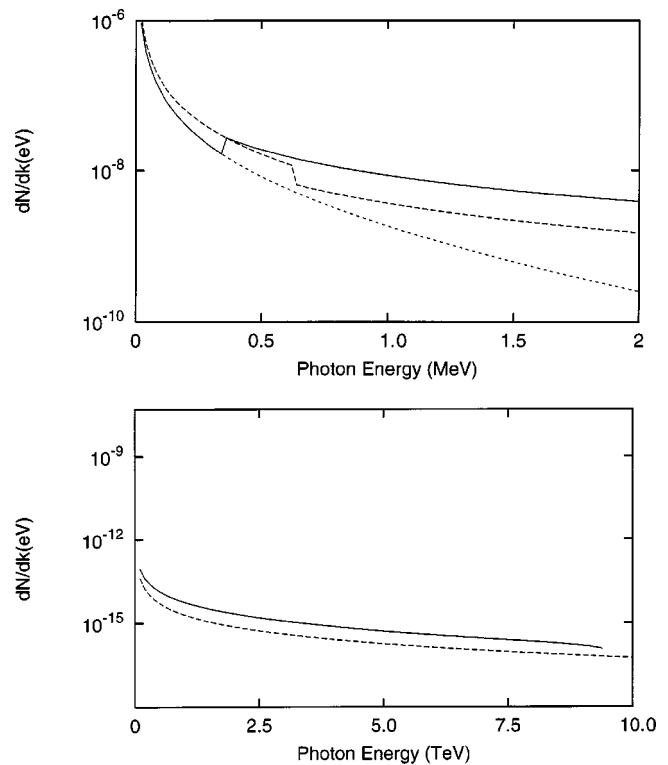 10⁻⁶
10⁻⁸
10⁻¹⁰
dN/dk(eV)
0 0.5 1.0 1.5 2
Photon Energy (MeV)
10⁻⁹
10⁻¹²
10⁻¹⁵
dN/dk(eV)
0 2.5 5.0 7.5 10.0
Photon Energy (TeV)